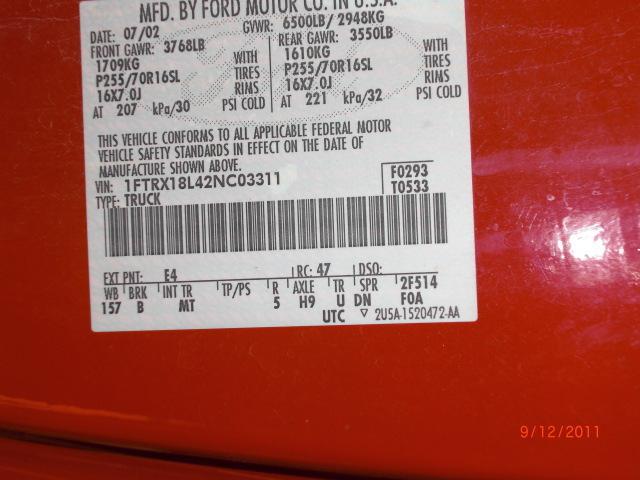 MFD. BY FORD MOTOR CO. IN U.S.A.
DATE: 07/02 GVWR: 6500LB/ 2948KG
FRONT GAWR: 3768LB REAR GAWR: 3550LB
1709KG WITH 1610KG WITH
P255/70R16SL TIRES P255/70R16SL TIRES
16X7.0J RIMS 16X7.0J RIMS
AT 207 kPa/30 PSI COLD AT 221 kPa/32 PSI COLD
THIS VEHICLE CONFORMS TO ALL APPLICABLE FEDERAL MOTOR
VEHICLE SAFETY STANDARDS IN EFFECT ON THE DATE OF
MANUFACTURE SHOWN ABOVE.
VIN: 1FTRX18L42NC03311 F0293
TYPE: TRUCK T0533
EXT PNT: E4 RC: 47 DSO:
WB BRK INT TR TP/PS R AXLE TR SPR 2F514
157 B MT 5 H9 U DN F0A
UTC ▽ 2U5A-1520472-AA
9/12/2011